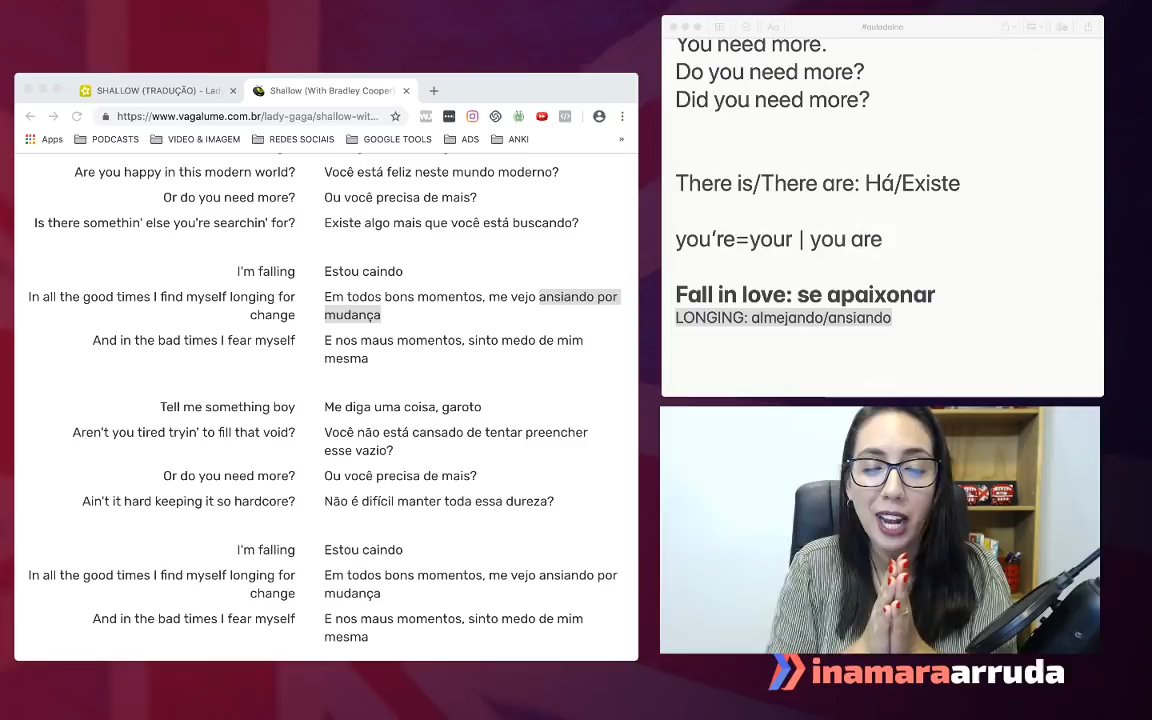 SHALLOW (TRADUÇÃO) - Lad
Shallow (With Bradley Cooper)
https://www.vagalume.com.br/lady-gaga/shallow-wit...
Apps
PODCASTS
VIDEO & IMAGEM
REDES SOCIAIS
GOOGLE TOOLS
ADS
ANKI
»
Are you happy in this modern world?
Você está feliz neste mundo moderno?
Or do you need more?
Ou você precisa de mais?
Is there somethin' else you're searchin' for?
Existe algo mais que você está buscando?
I'm falling
Estou caindo
In all the good times I find myself longing for
change
Em todos bons momentos, me vejo ansiando por
mudança
And in the bad times I fear myself
E nos maus momentos, sinto medo de mim
mesma
Tell me something boy
Me diga uma coisa, garoto
Aren't you tired tryin' to fill that void?
Você não está cansado de tentar preencher
esse vazio?
Or do you need more?
Ou você precisa de mais?
Ain't it hard keeping it so hardcore?
Não é difícil manter toda essa dureza?
I'm falling
Estou caindo
In all the good times I find myself longing for
change
Em todos bons momentos, me vejo ansiando por
mudança
And in the bad times I fear myself
E nos maus momentos, sinto medo de mim
mesma
Aa
#auladoina
You need more.
Do you need more?
Did you need more?
There is/There are: Há/Existe
you're=your | you are
Fall in love: se apaixonar
LONGING: almejando/ansiando
inamaraarruda